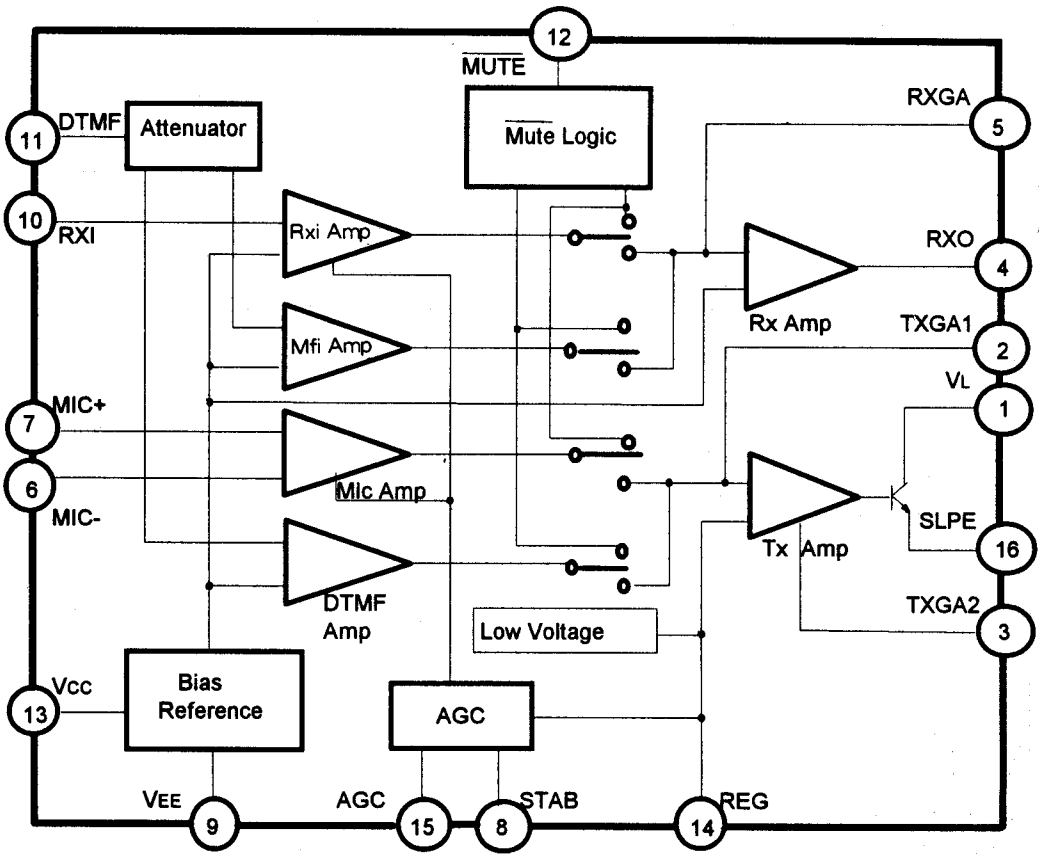 12
MUTE
RXGA
11
DTMF
Attenuator
Mute Logic
5
10
RXI
Rxi Amp
RXO
4
Rx Amp
Mfi Amp
TXGA1
2
VL
1
7
MIC+
6
MIC-
Mic Amp
SLPE
16
Tx Amp
DTMF
Amp
TXGA2
3
Low Voltage
Vcc
13
Bias
Reference
AGC
VEE
9
AGC
15
STAB
8
REG
14